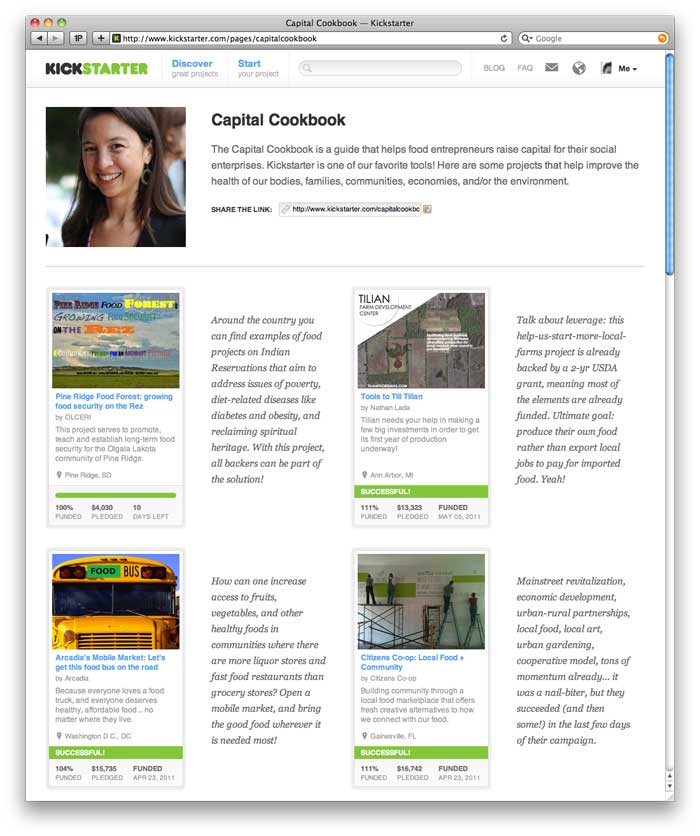 Capital Cookbook — Kickstarter
1P
http://www.kickstarter.com/pages/capitalcookbook
Google
KICKSTARTER
Discover
great projects
Start
your project
BLOG
FAQ
Me
Capital Cookbook
The Capital Cookbook is a guide that helps food entrepreneurs raise capital for their social
enterprises. Kickstarter is one of our favorite tools! Here are some projects that help improve the
health of our bodies, families, communities, economies, and/or the environment.
SHARE THE LINK:
http://www.kickstarter.com/capitalcookbo
PINE RIDGE FOOD FOREST:
GROWING FOOD SECURITY
ON THE REZ
Pine Ridge Food Forest: growing
food security on the Rez
by OLCERI
This project serves to promote,
teach and establish long-term food
security for the Olgala Lakota
community of Pine Ridge.
Pine Ridge, SD
100%
FUNDED
$4,030
PLEDGED
10
DAYS LEFT
Around the country you
can find examples of food
projects on Indian
Reservations that aim to
address issues of poverty,
diet-related diseases like
diabetes and obesity, and
reclaiming spiritual
heritage. With this project,
all backers can be part of
the solution!
TILIAN
FARM DEVELOPMENT
CENTER
Tools to Till Tilian
by Nathan Lada
Tilian needs your help in making a
few big investments in order to get
its first year of production
underway!
Ann Arbor, MI
SUCCESSFUL!
111%
FUNDED
$13,323
PLEDGED
FUNDED
MAY 05, 2011
Talk about leverage: this
help-us-start-more-local-
farms project is already
backed by a 2-yr USDA
grant, meaning most of
the elements are already
funded. Ultimate goal:
produce their own food
rather than export local
jobs to pay for imported
food. Yeah!
FOOD BUS
Arcadia's Mobile Market: Let's
get this food bus on the road
by Arcadia
Because everyone loves a food
truck, and everyone deserves
healthy, affordable food... no
matter where they live.
Washington D.C., DC
SUCCESSFUL!
104%
FUNDED
$15,735
PLEDGED
FUNDED
APR 23, 2011
How can one increase
access to fruits,
vegetables, and other
healthy foods in
communities where there
are more liquor stores and
fast food restaurants than
grocery stores? Open a
mobile market, and bring
the good food wherever it
is needed most!
Citizens Co-op: Local Food +
Community
by Citizens Co-op
Building community through a
local food marketplace that offers
fresh creative alternatives to how
we connect with our food.
Gainesville, FL
SUCCESSFUL!
111%
FUNDED
$16,742
PLEDGED
FUNDED
APR 23, 2011
Mainstreet revitalization,
economic development,
urban-rural partnerships,
local food, local art,
urban gardening,
cooperative model, tons of
momentum already... it
was a nail-biter, but they
succeeded (and then
some!) in the last few days
of their campaign.